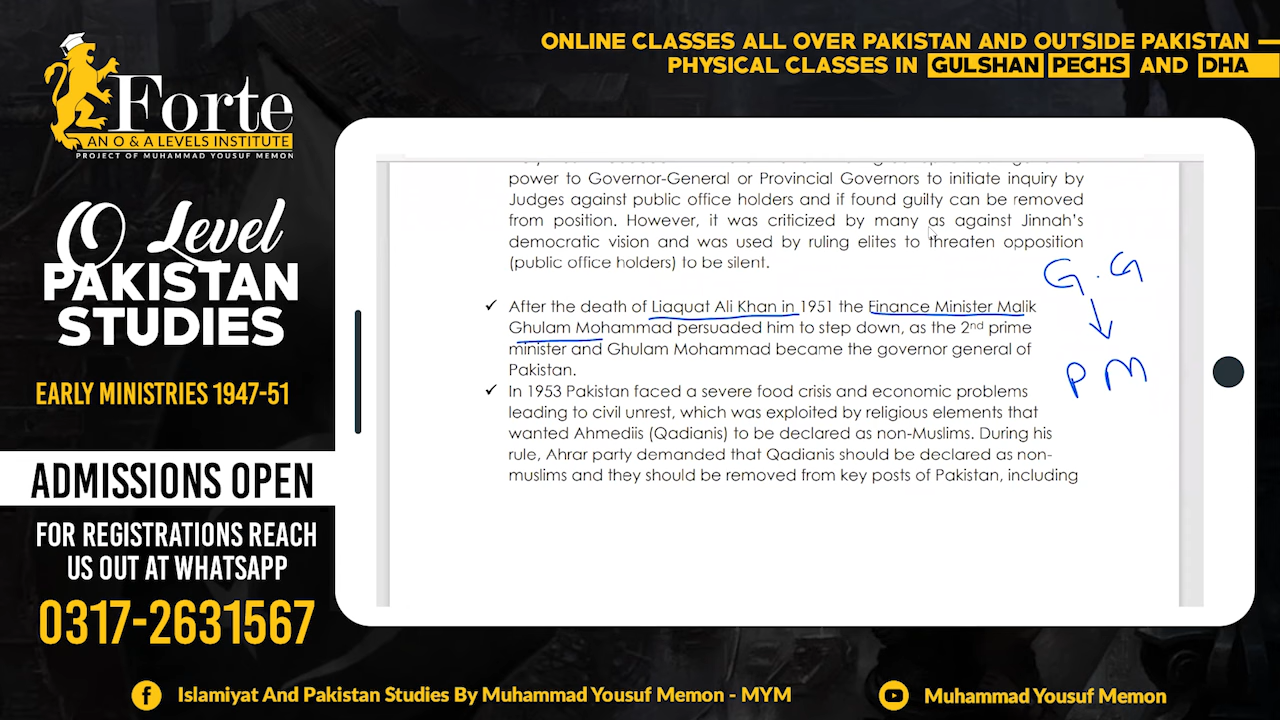 Forte
AN O & A LEVELS INSTITUTE
PROJECT OF MUHAMMAD YOUSUF MEMON
O Level
PAKISTAN
STUDIES
EARLY MINISTRIES 1947-51
ADMISSIONS OPEN
FOR REGISTRATIONS REACH
US OUT AT WHATSAPP
0317-2631567
ONLINE CLASSES ALL OVER PAKISTAN AND OUTSIDE PAKISTAN
PHYSICAL CLASSES IN GULSHAN PECHS AND DHA
power to Governor-General or Provincial Governors to initiate inquiry by
Judges against public office holders and if found guilty can be removed
from position. However, it was criticized by many as against Jinnah's
democratic vision and was used by ruling elites to threaten opposition
(public office holders) to be silent.
✓ After the death of Liaquat Ali Khan in 1951 the Finance Minister Malik
Ghulam Mohammad persuaded him to step down, as the 2nd prime
minister and Ghulam Mohammad became the governor general of
Pakistan.
✓ In 1953 Pakistan faced a severe food crisis and economic problems
leading to civil unrest, which was exploited by religious elements that
wanted Ahmediis (Qadianis) to be declared as non-Muslims. During his
rule, Ahrar party demanded that Qadianis should be declared as non-
muslims and they should be removed from key posts of Pakistan, including
G.G
PM
Islamiyat And Pakistan Studies By Muhammad Yousuf Memon - MYM
Muhammad Yousuf Memon